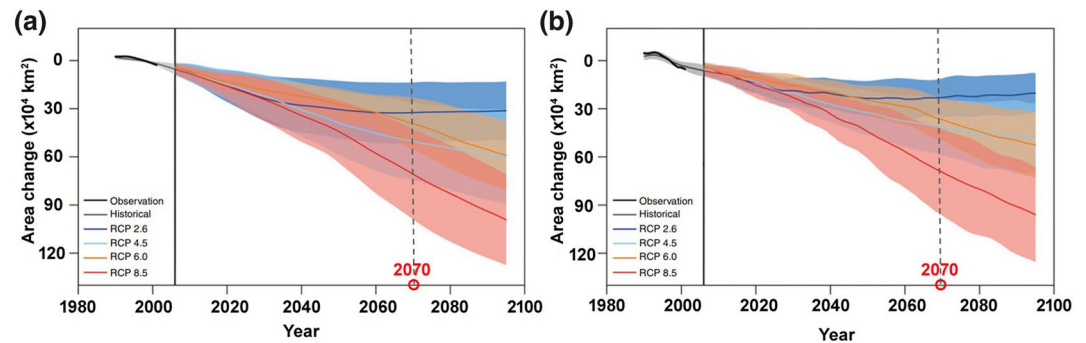 (a)
Area change (x10⁴ km²)
0
30
60
90
120
Observation
Historical
RCP 2.6
RCP 4.5
RCP 6.0
RCP 8.5
2070
1980 2000 2020 2040 2060 2080 2100
Year
(b)
Area change (x10⁴ km²)
0
30
60
90
120
Observation
Historical
RCP 2.6
RCP 4.5
RCP 6.0
RCP 8.5
2070
1980 2000 2020 2040 2060 2080 2100
Year